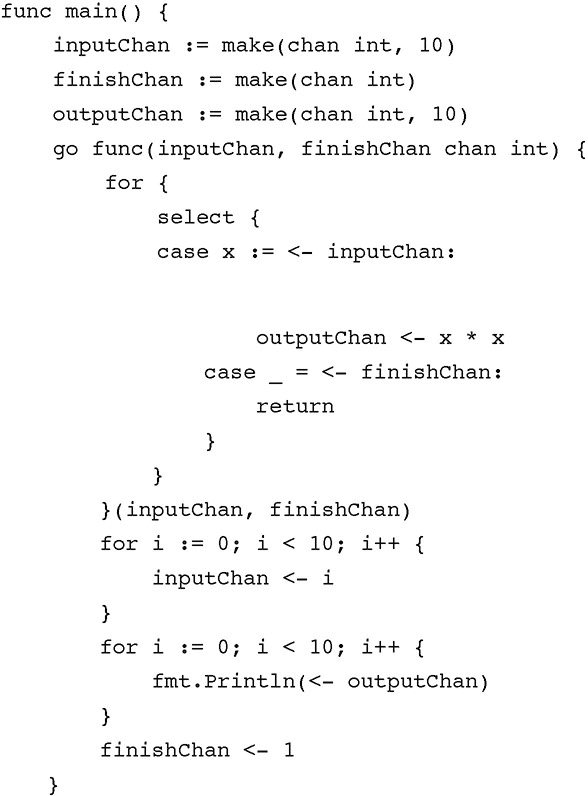 func main() {
    inputChan := make(chan int, 10)
    finishChan := make(chan int)
    outputChan := make(chan int, 10)
    go func(inputChan, finishChan chan int) {
        for {
            select {
            case x := <- inputChan:
                    outputChan <- x * x
                case _ = <- finishChan:
                    return
                }
            }
        }(inputChan, finishChan)
        for i := 0; i < 10; i++ {
            inputChan <- i
        }
        for i := 0; i < 10; i++ {
            fmt.Println(<- outputChan)
        }
        finishChan <- 1
    }